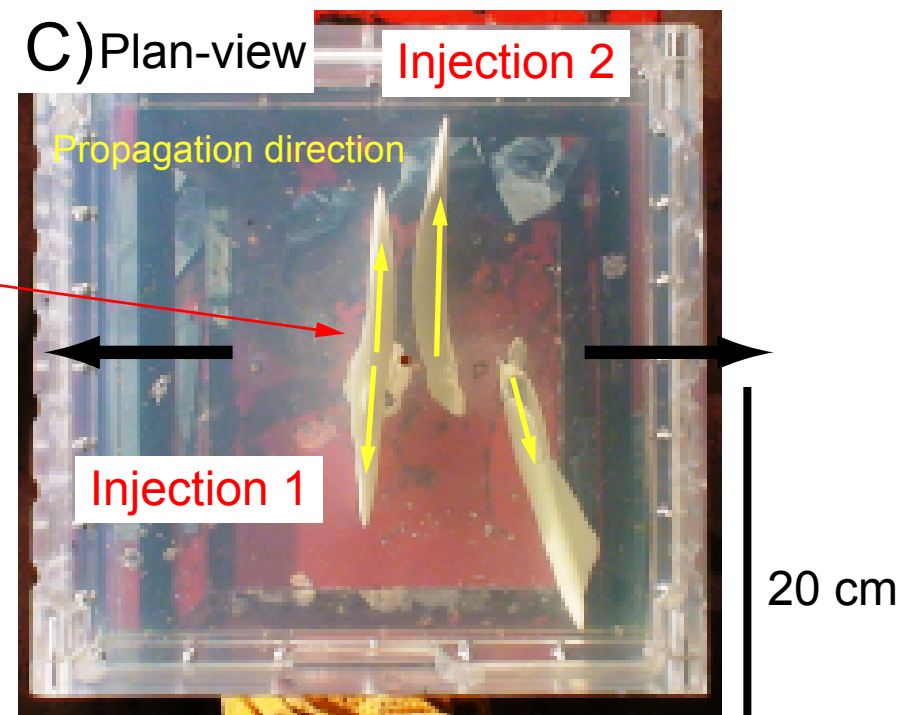 C) Plan-view
Injection 2
Propagation direction
Injection 1
20 cm